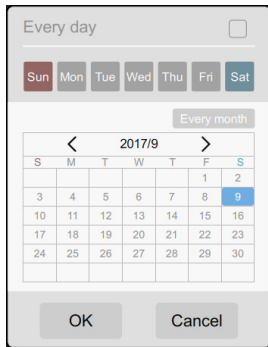 Every day
Sun Mon Tue Wed Thu Fri Sat
Every month
< 2017/9 >
S M T W T F S
1 2
3 4 5 6 7 8 9
10 11 12 13 14 15 16
17 18 19 20 21 22 23
24 25 26 27 28 29 30
OK Cancel